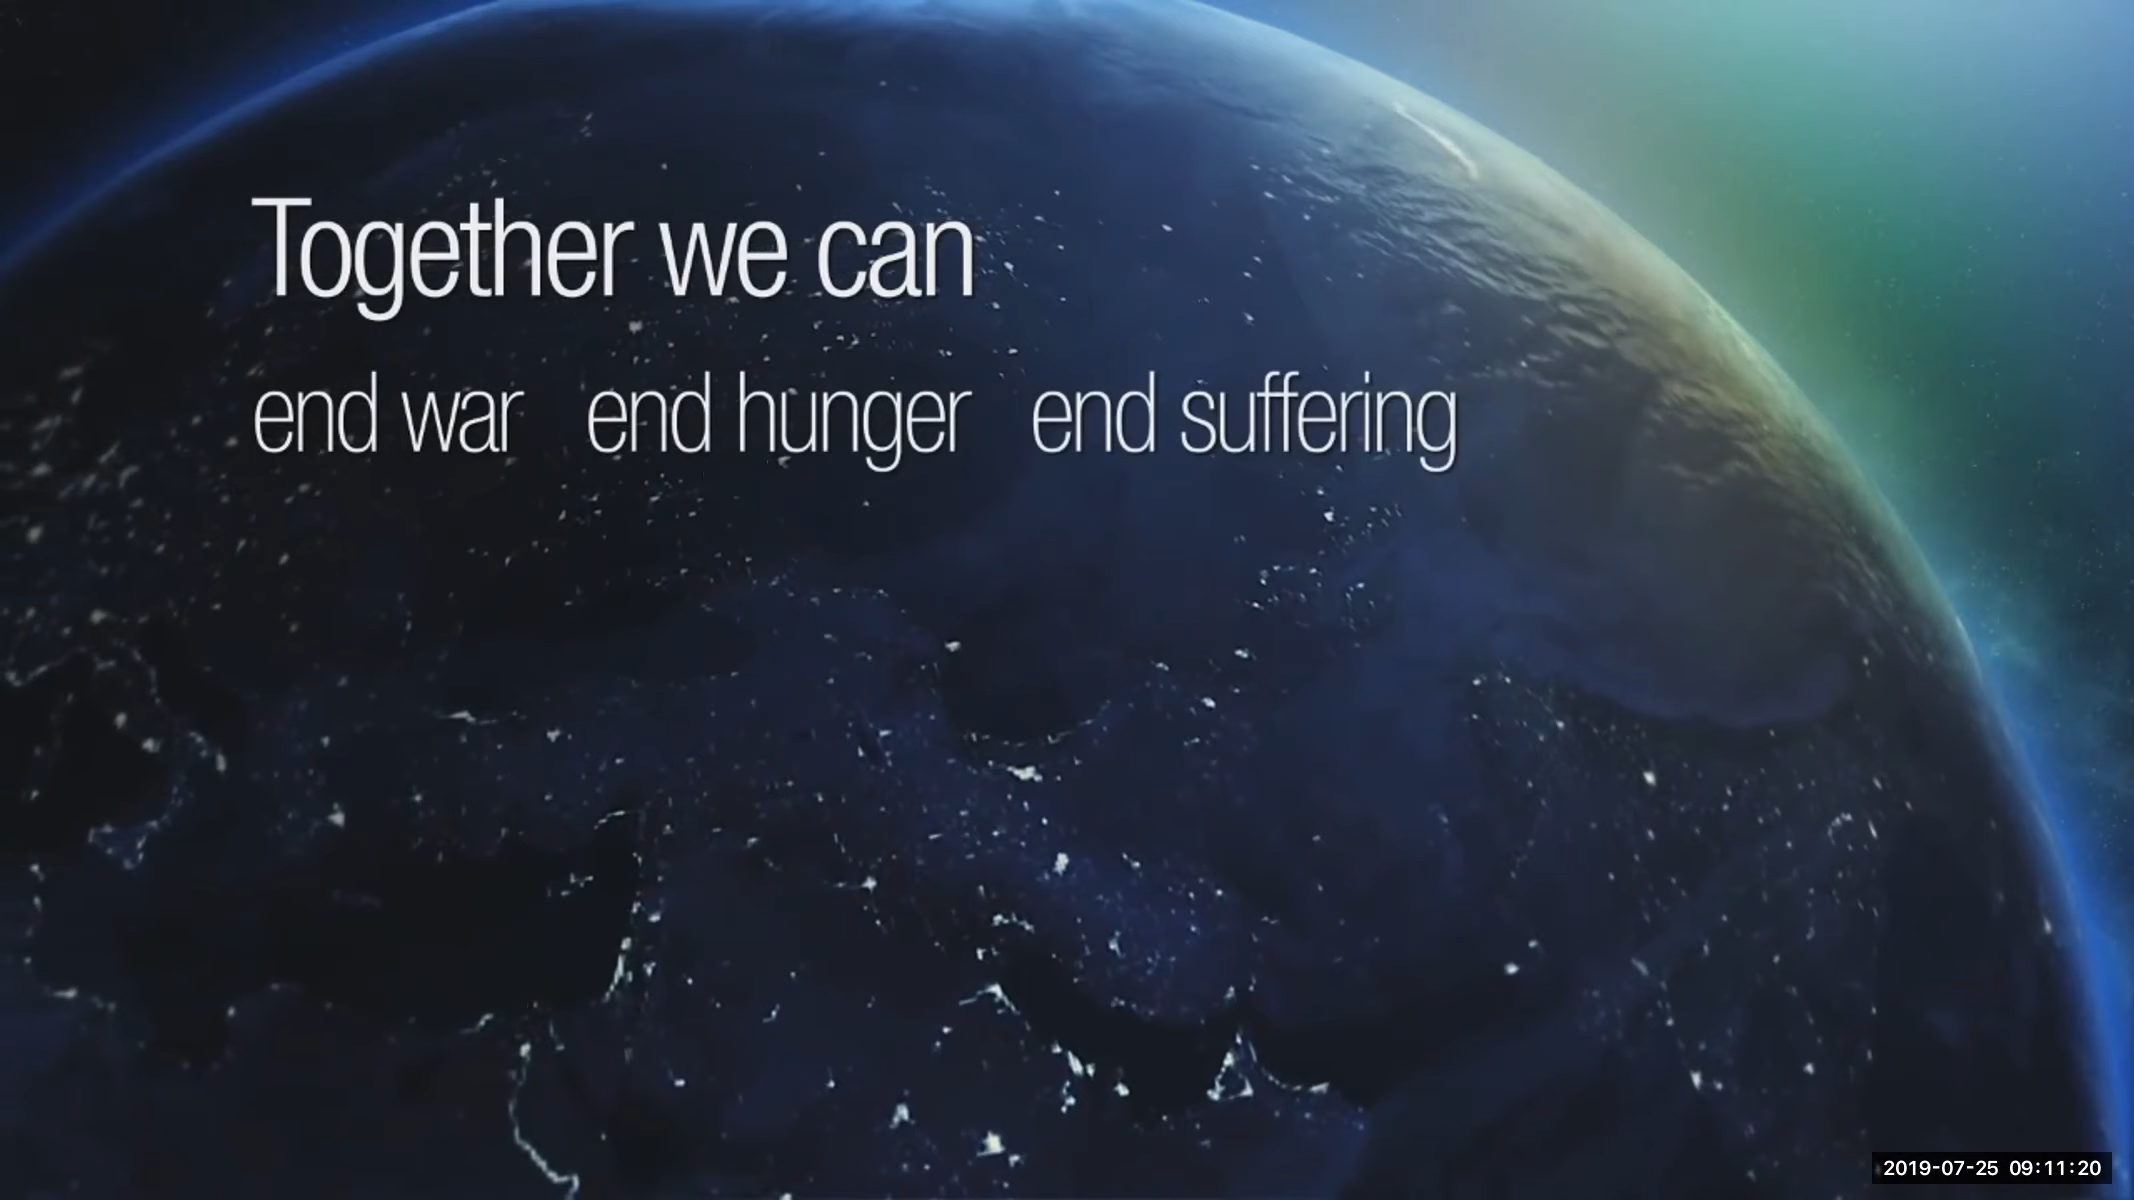 Together we can
end war end hunger end suffering
2019-07-25 09:11:20